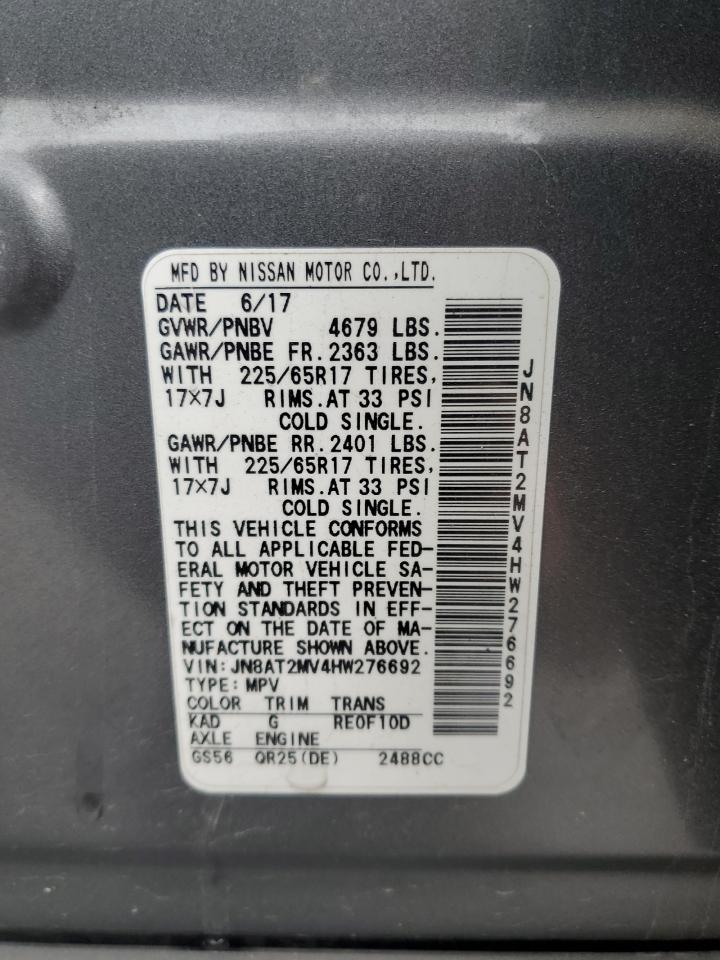 MFD BY NISSAN MOTOR CO.,LTD.
DATE 6/17
GVWR/PNBV 4679 LBS.
GAWR/PNBE FR.2363 LBS.
WITH 225/65R17 TIRES,
17×7J RIMS.AT 33 PSI
COLD SINGLE.
GAWR/PNBE RR.2401 LBS.
WITH 225/65R17 TIRES,
17×7J RIMS.AT 33 PSI
COLD SINGLE.
THIS VEHICLE CONFORMS
TO ALL APPLICABLE FED-
ERAL MOTOR VEHICLE SA-
FETY AND THEFT PREVEN-
TION STANDARDS IN EFF-
ECT ON THE DATE OF MA-
NUFACTURE SHOWN ABOVE.
VIN:JN8AT2MV4HW276692
TYPE:MPV
COLOR TRIM TRANS
KAD G RE0F10D
AXLE ENGINE
GS56 QR25(DE) 2488CC
JN8AT2MV4HW276692